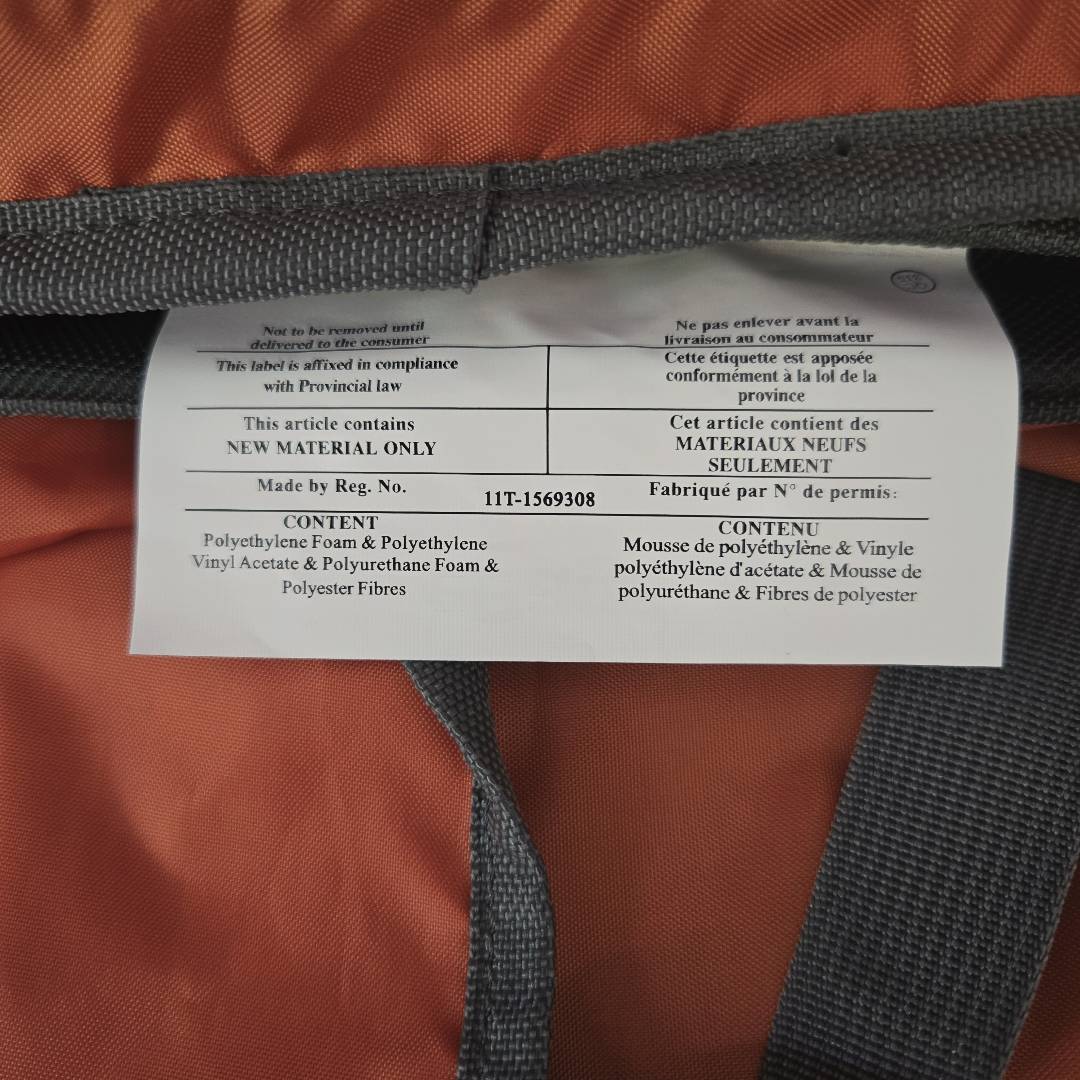 Not to be removed until
delivered to the consumer
Ne pas enlever avant la
livraison au consommateur
This label is affixed in compliance
with Provincial law
Cette étiquette est apposée
conformément à la loI de la
province
This article contains
NEW MATERIAL ONLY
Cet article contient des
MATERIAUX NEUFS
SEULEMENT
Made by Reg. No.
11T-1569308
Fabriqué par N° de permis:
CONTENT
Polyethylene Foam & Polyethylene
Vinyl Acetate & Polyurethane Foam &
Polyester Fibres
CONTENU
Mousse de polyéthylène & Vinyle
polyéthylène d'acétate & Mousse de
polyuréthane & Fibres de polyester